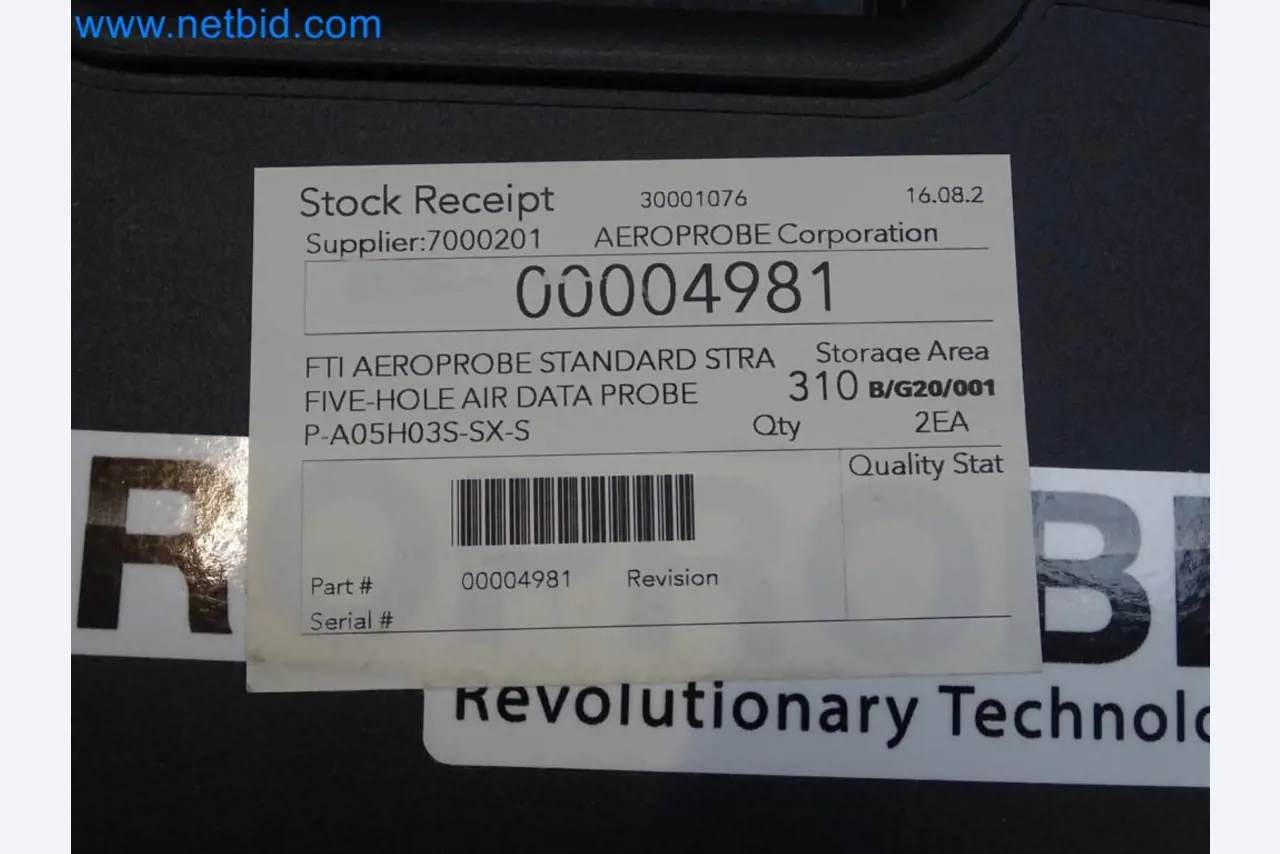 www.netbid.com
Stock Receipt 30001076 16.08.2
Supplier:7000201 AEROPROBE Corporation
00004981
FTI AEROPROBE STANDARD STRA Storage Area
FIVE-HOLE AIR DATA PROBE 310 B/G20/001
P-A05H03S-SX-S Qty 2EA
Quality Stat
Part # 00004981 Revision
Serial #
R OBE
Revolutionary Technolo